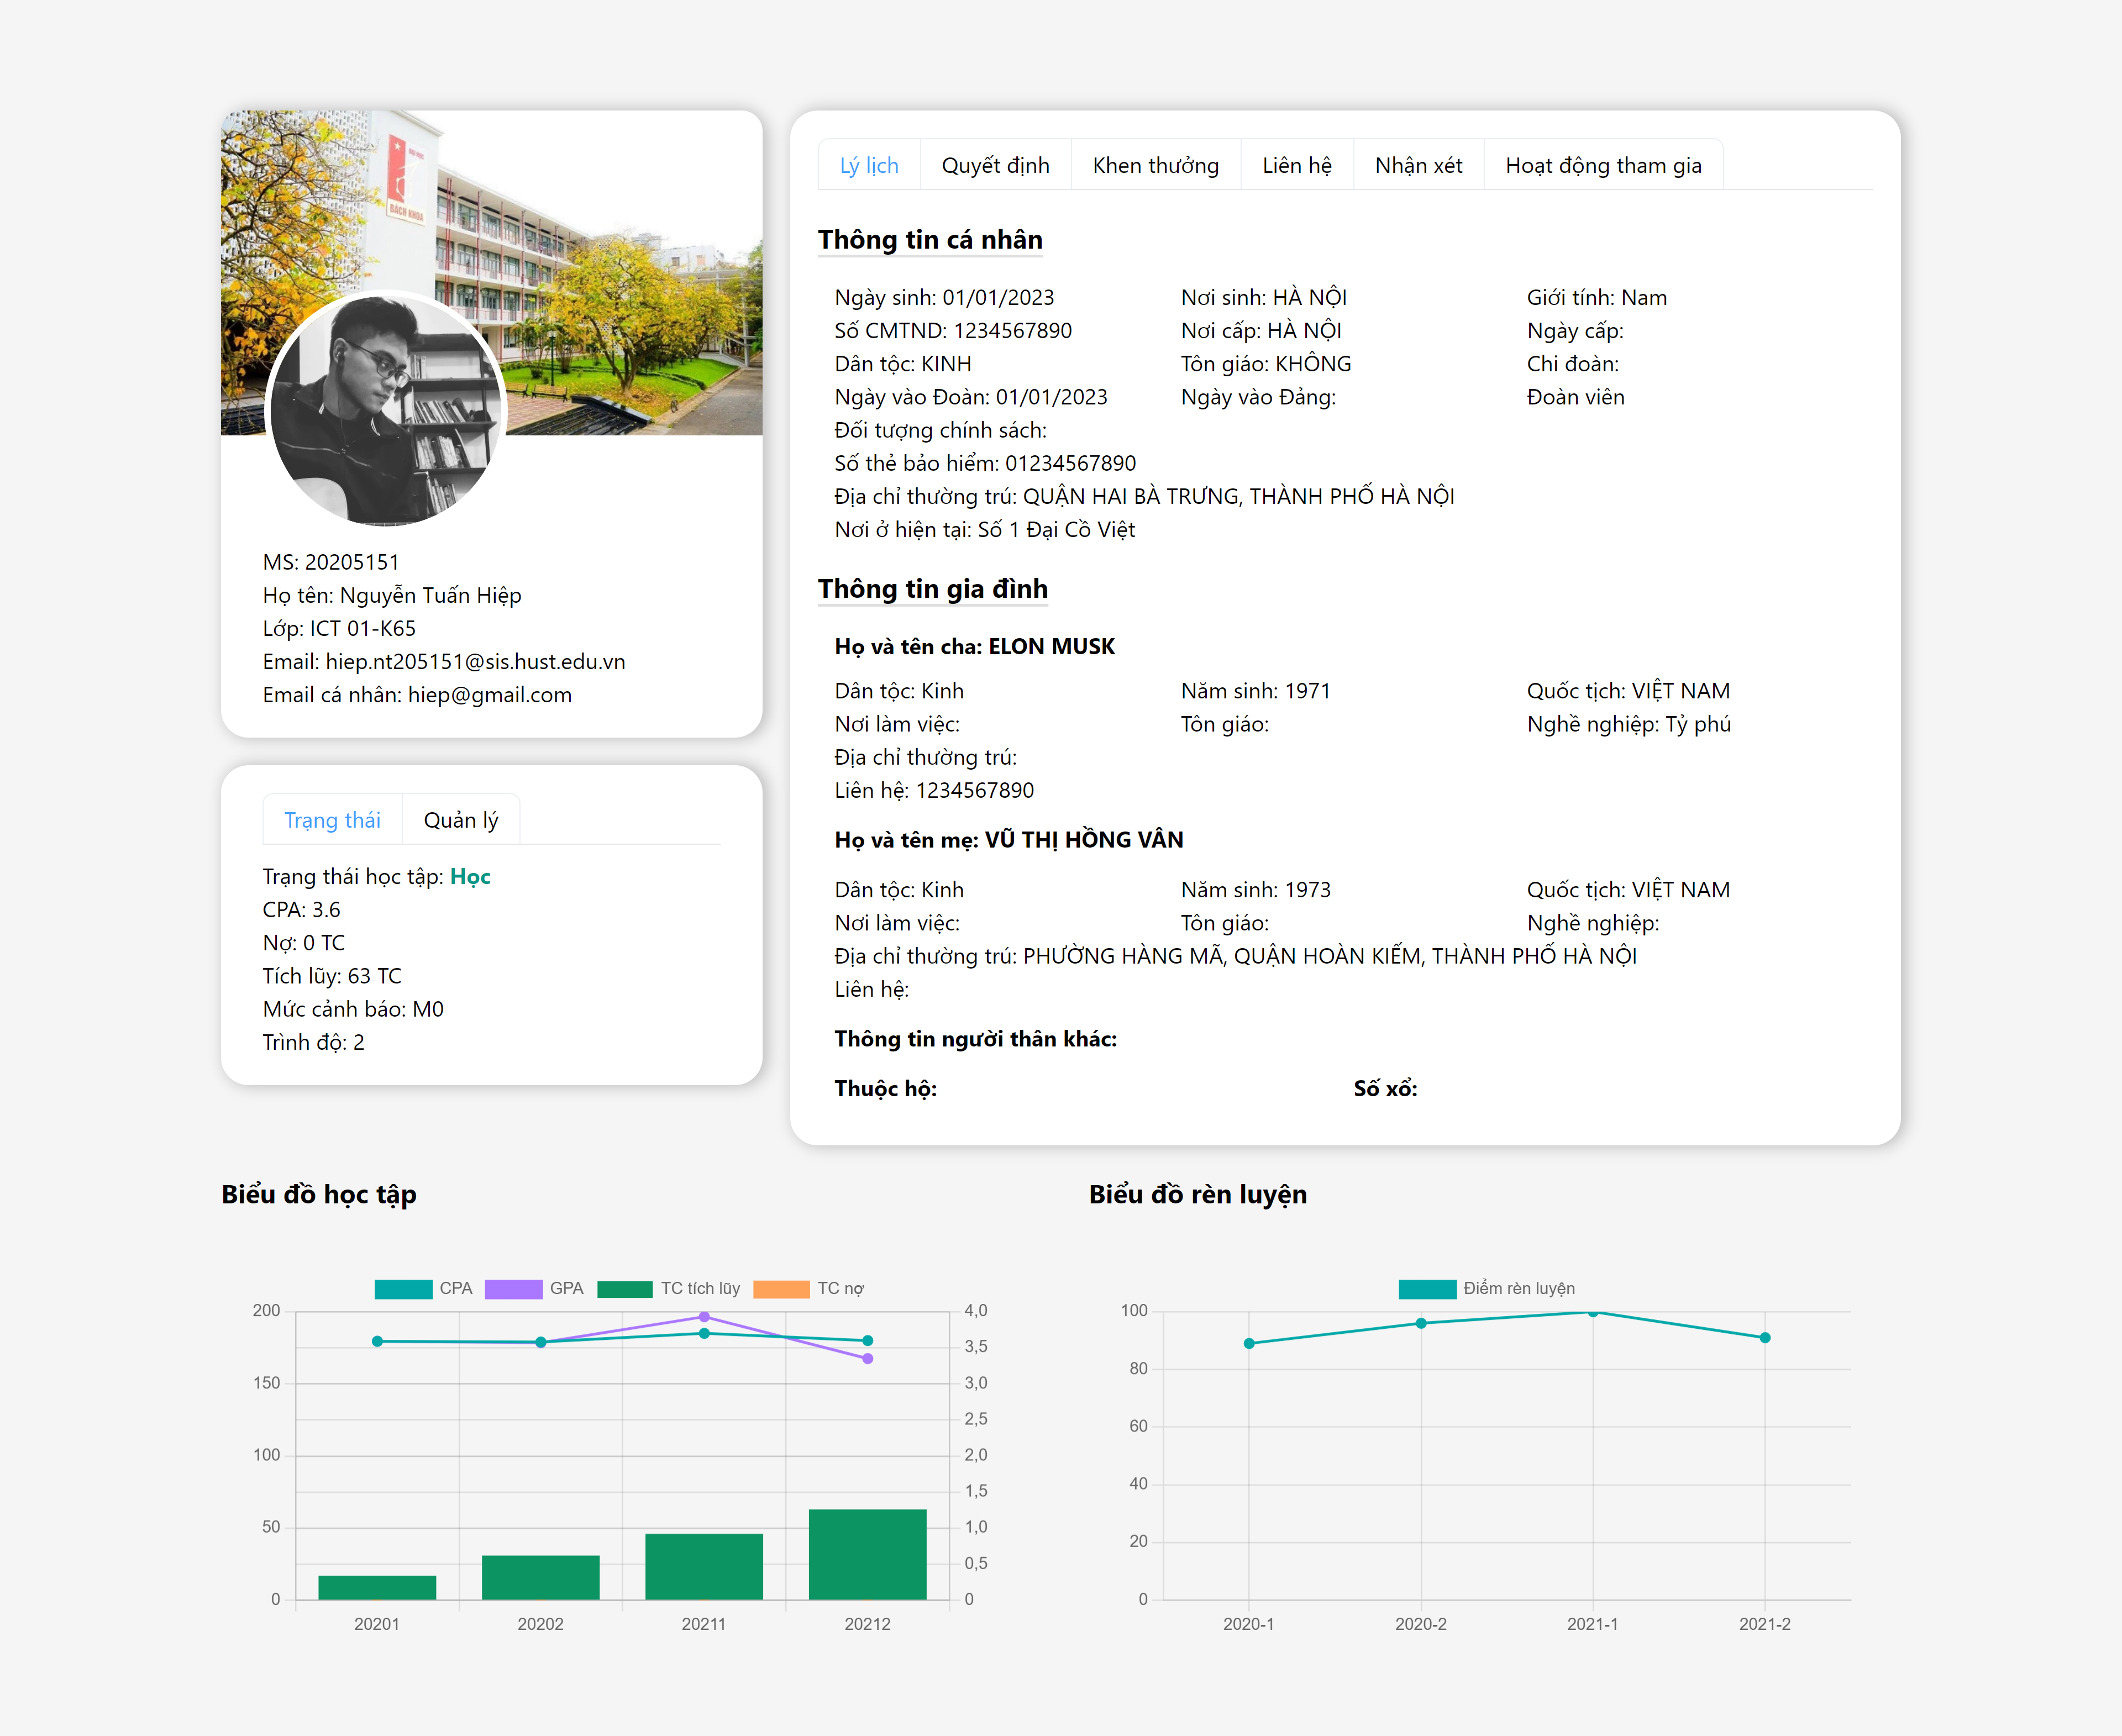 BÁCH KHOA
MS: 20205151
Họ tên: Nguyễn Tuấn Hiệp
Lớp: ICT 01-K65
Email: hiep.nt205151@sis.hust.edu.vn
Email cá nhân: hiep@gmail.com
Trạng thái Quản lý
Trạng thái học tập: Học
CPA: 3.6
Nợ: 0 TC
Tích lũy: 63 TC
Mức cảnh báo: M0
Trình độ: 2
Lý lịch Quyết định Khen thưởng Liên hệ Nhận xét Hoạt động tham gia
Thông tin cá nhân
Ngày sinh: 01/01/2023 Nơi sinh: HÀ NỘI Giới tính: Nam
Số CMTND: 1234567890 Nơi cấp: HÀ NỘI Ngày cấp:
Dân tộc: KINH Tôn giáo: KHÔNG Chi đoàn:
Ngày vào Đoàn: 01/01/2023 Ngày vào Đảng: Đoàn viên
Đối tượng chính sách:
Số thẻ bảo hiểm: 01234567890
Địa chỉ thường trú: QUẬN HAI BÀ TRƯNG, THÀNH PHỐ HÀ NỘI
Nơi ở hiện tại: Số 1 Đại Cồ Việt
Thông tin gia đình
Họ và tên cha: ELON MUSK
Dân tộc: Kinh Năm sinh: 1971 Quốc tịch: VIỆT NAM
Nơi làm việc: Tôn giáo: Nghề nghiệp: Tỷ phú
Địa chỉ thường trú:
Liên hệ: 1234567890
Họ và tên mẹ: VŨ THỊ HỒNG VÂN
Dân tộc: Kinh Năm sinh: 1973 Quốc tịch: VIỆT NAM
Nơi làm việc: Tôn giáo: Nghề nghiệp:
Địa chỉ thường trú: PHƯỜNG HÀNG MÃ, QUẬN HOÀN KIẾM, THÀNH PHỐ HÀ NỘI
Liên hệ:
Thông tin người thân khác:
Thuộc hộ: Số xổ:
Biểu đồ học tập
CPA GPA TC tích lũy TC nợ
200 4,0
3,5
150 3,0
2,5
100 2,0
1,5
50 1,0
0,5
0 0
20201 20202 20211 20212
Biểu đồ rèn luyện
Điểm rèn luyện
100
80
60
40
20
0
2020-1 2020-2 2021-1 2021-2